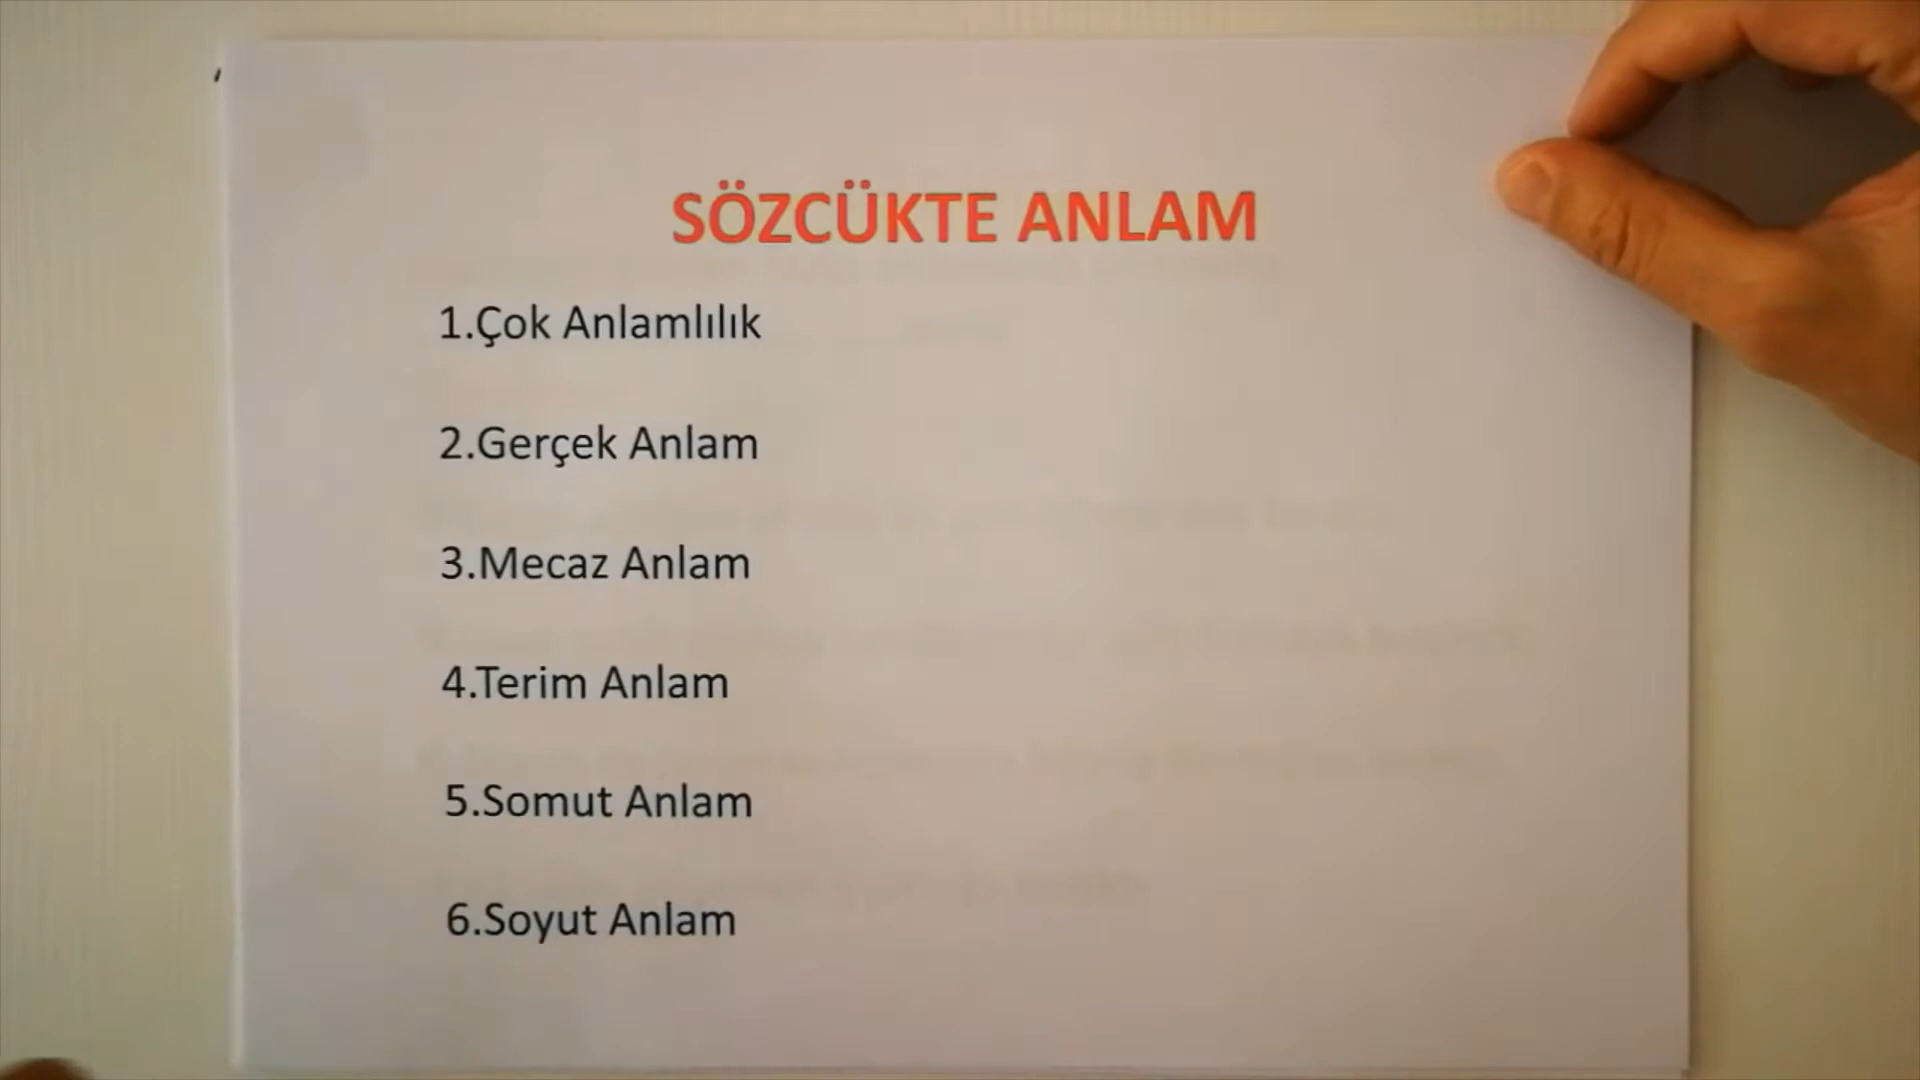 SÖZCÜKTE ANLAM
1.Çok Anlamlılık
2.Gerçek Anlam
3.Mecaz Anlam
4.Terim Anlam
5.Somut Anlam
6.Soyut Anlam